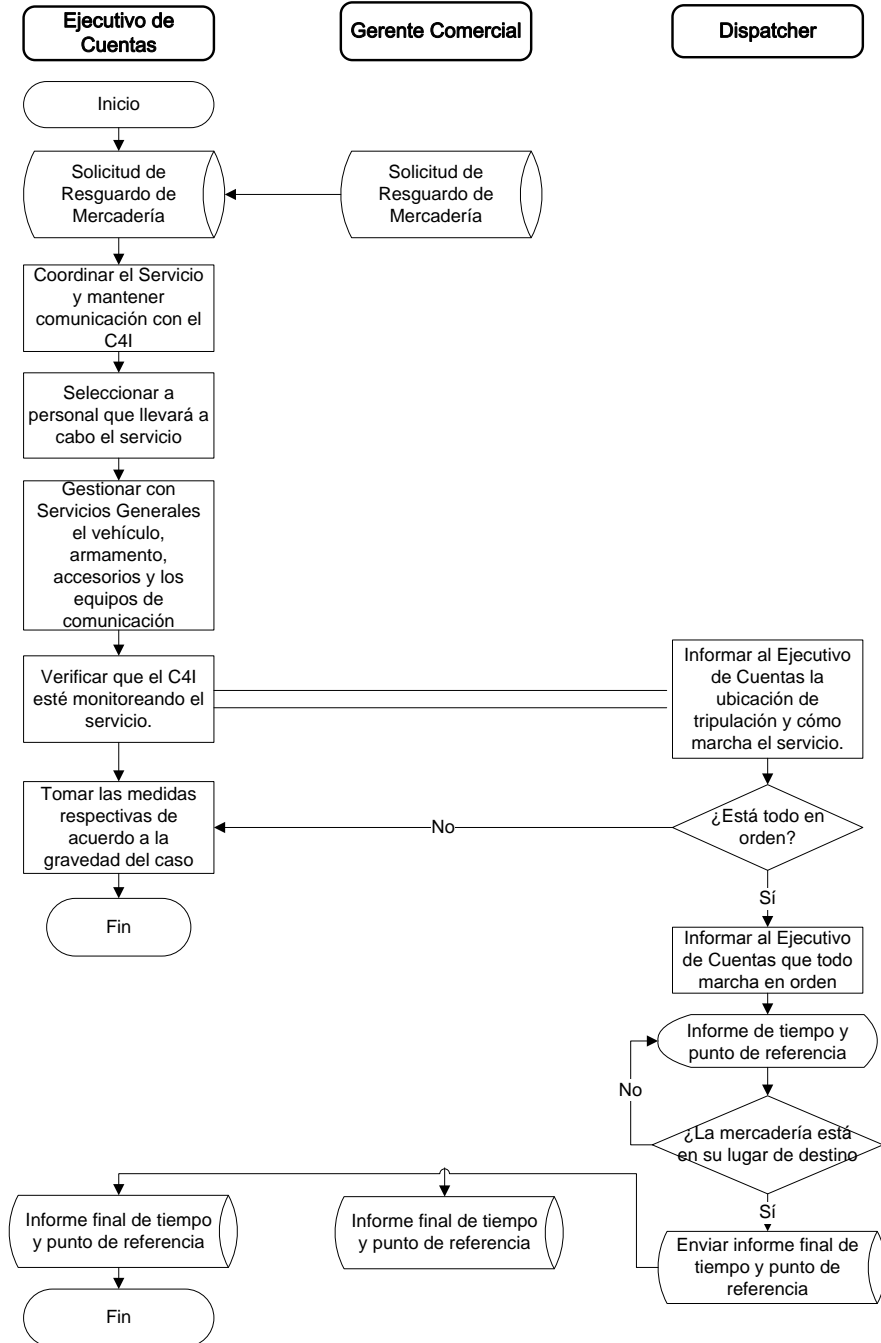 Ejecutivo de
Cuentas
Gerente Comercial
Dispatcher
Inicio
Solicitud de
Resguardo de
Mercadería
Solicitud de
Resguardo de
Mercadería
Coordinar el Servicio
y mantener
comunicación con el
C4I
Seleccionar a
personal que llevará a
cabo el servicio
Gestionar con
Servicios Generales
el vehículo,
armamento,
accesorios y los
equipos de
comunicación
Verificar que el C4I
esté monitoreando el
servicio.
Informar al Ejecutivo
de Cuentas la
ubicación de
tripulación y cómo
marcha el servicio.
Tomar las medidas
respectivas de
acuerdo a la
gravedad del caso
No
¿Está todo en
orden?
Fin
Sí
Informar al Ejecutivo
de Cuentas que todo
marcha en orden
Informe de tiempo y
punto de referencia
No
¿La mercadería está
en su lugar de destino
Sí
Informe final de tiempo
y punto de referencia
Informe final de tiempo
y punto de referencia
Enviar informe final de
tiempo y punto de
referencia
Fin